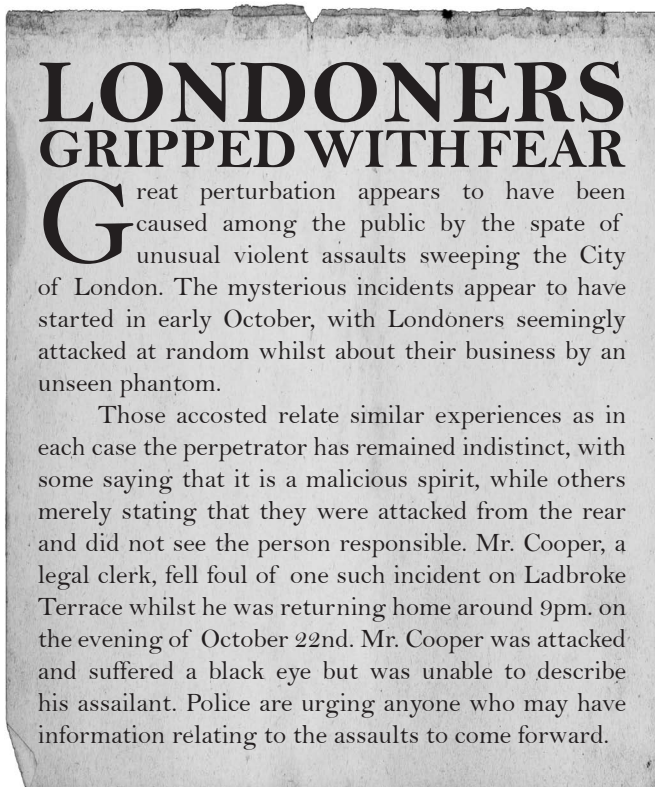 LONDONERS
GRIPPED WITH FEAR
Great perturbation appears to have been
caused among the public by the spate of
unusual violent assaults sweeping the City
of London. The mysterious incidents appear to have
started in early October, with Londoners seemingly
attacked at random whilst about their business by an
unseen phantom.
Those accosted relate similar experiences as in
each case the perpetrator has remained indistinct, with
some saying that it is a malicious spirit, while others
merely stating that they were attacked from the rear
and did not see the person responsible. Mr. Cooper, a
legal clerk, fell foul of one such incident on Ladbroke
Terrace whilst he was returning home around 9pm. on
the evening of October 22nd. Mr. Cooper was attacked
and suffered a black eye but was unable to describe
his assailant. Police are urging anyone who may have
information relating to the assaults to come forward.